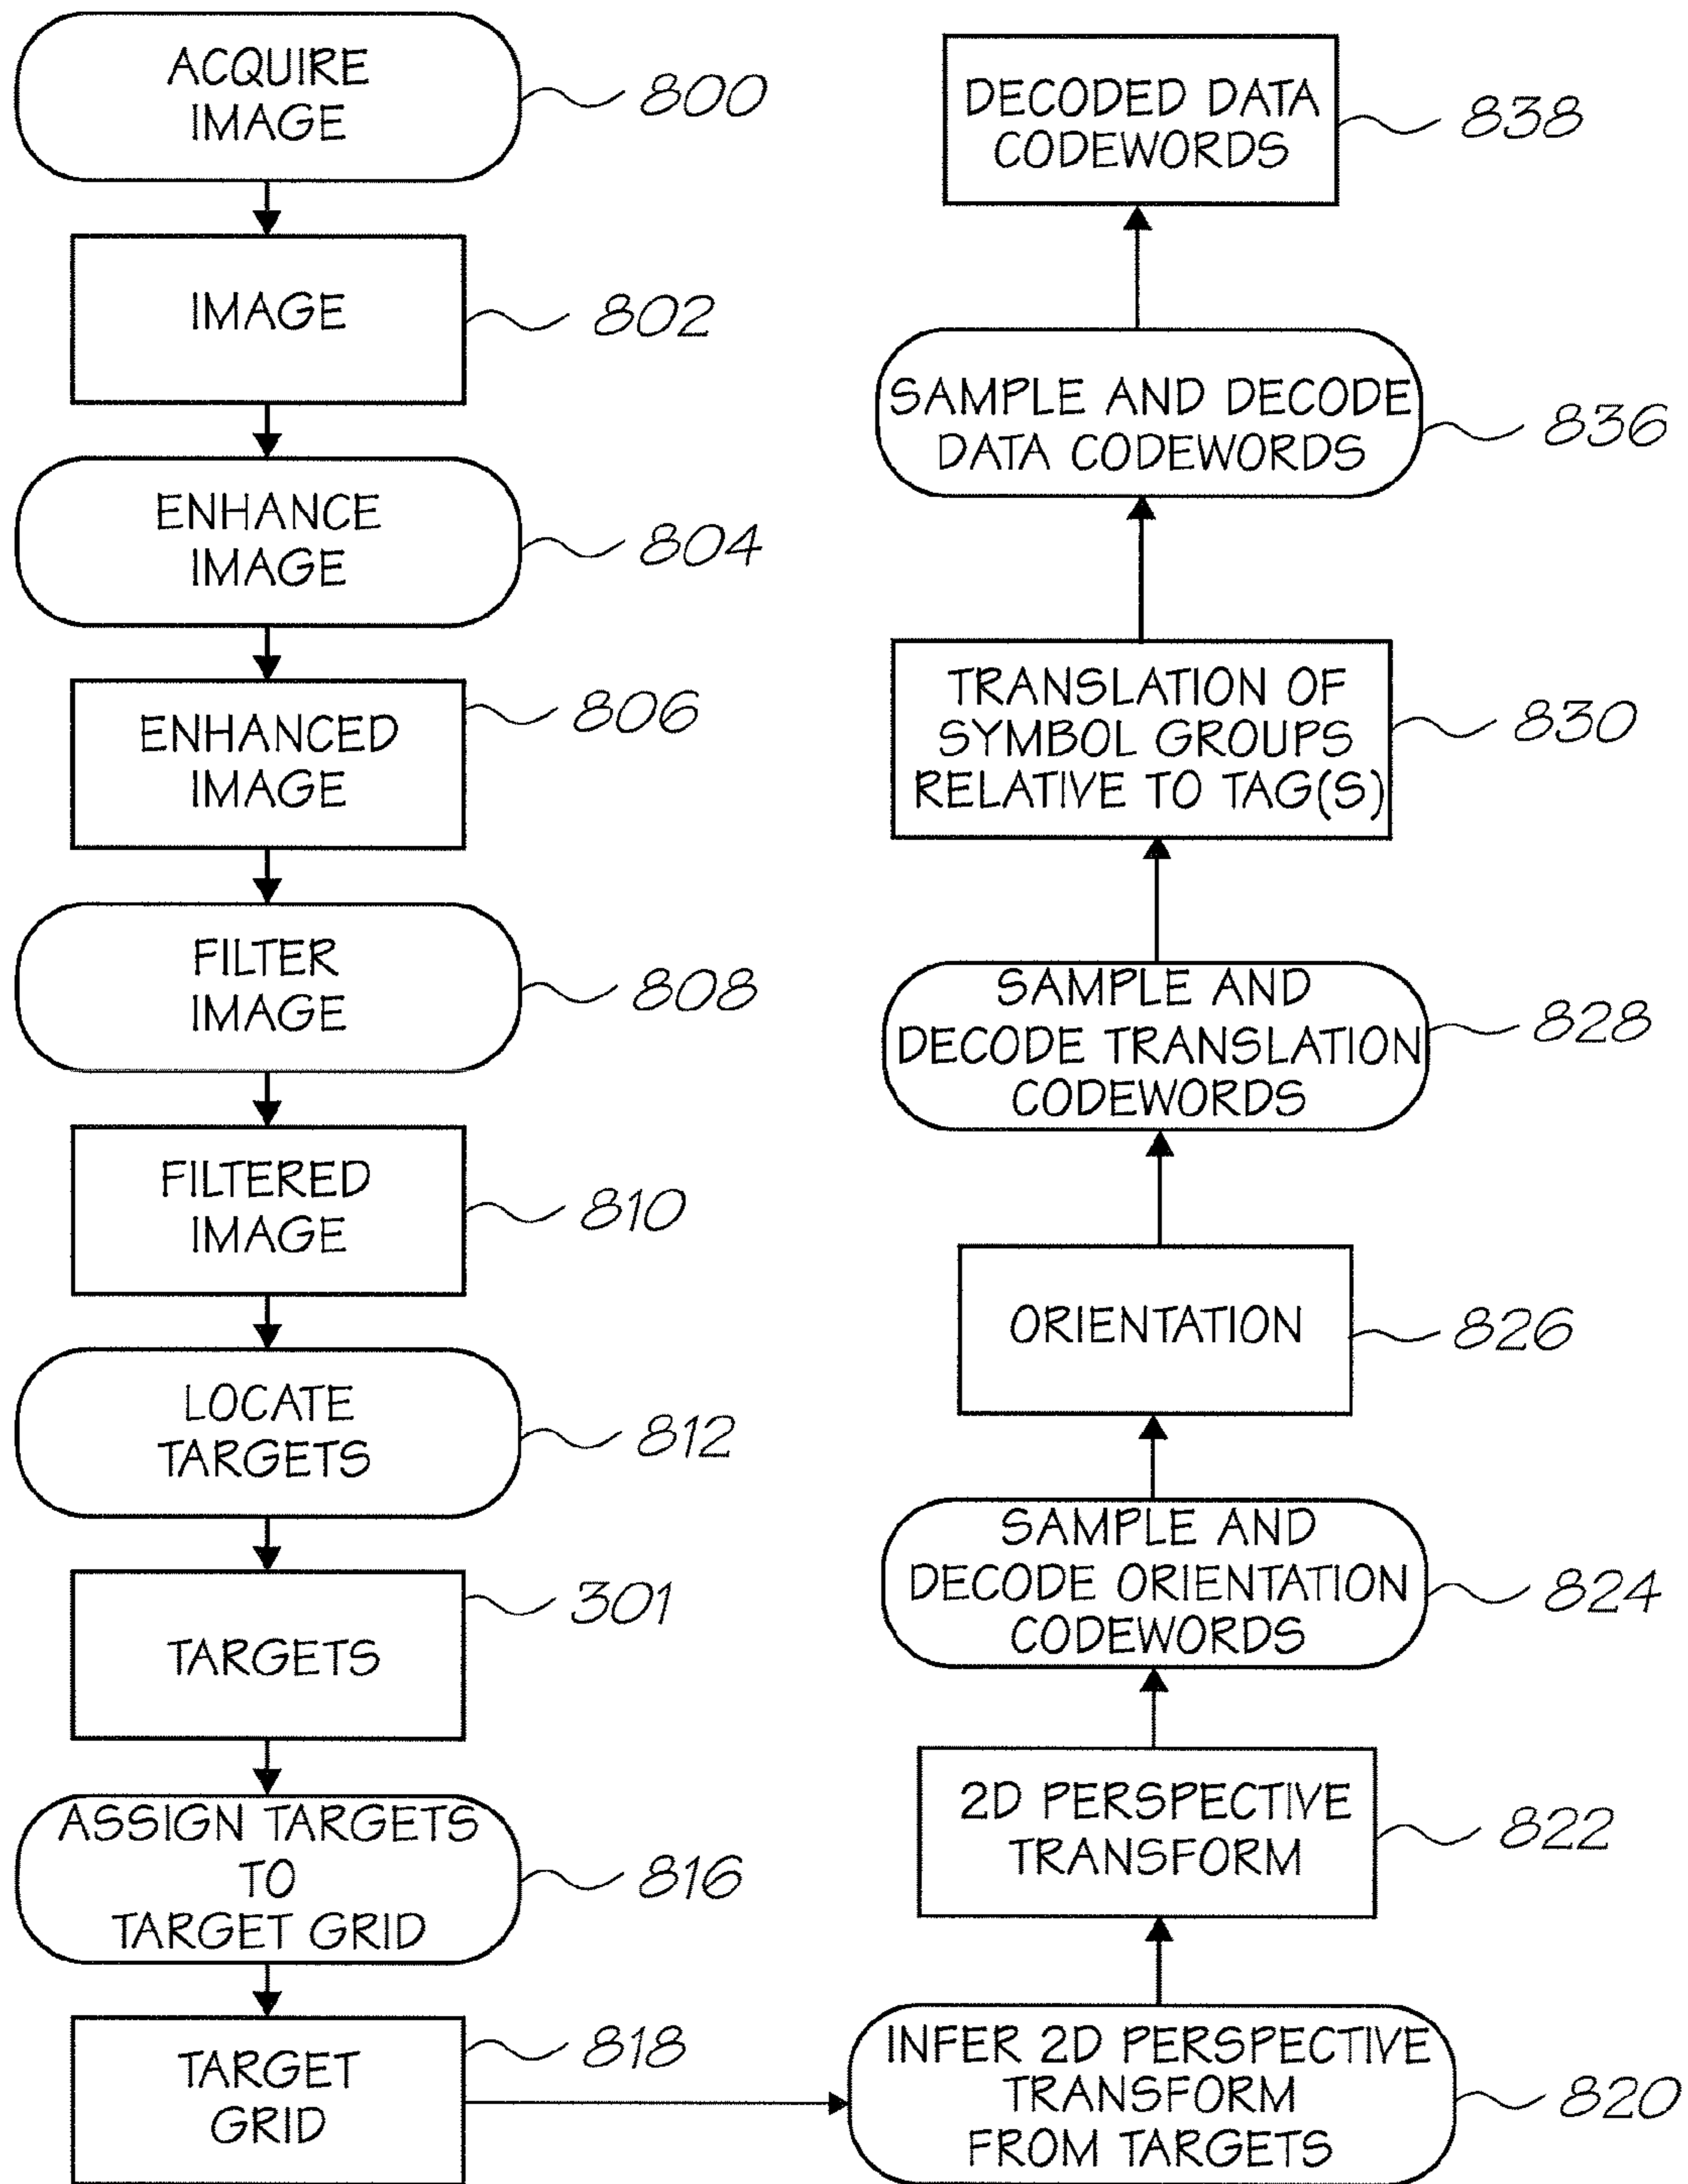 ACQUIRE
IMAGE
800
IMAGE
802
ENHANCE
IMAGE
804
ENHANCED
IMAGE
806
FILTER
IMAGE
808
FILTERED
IMAGE
810
LOCATE
TARGETS
812
TARGETS
301
ASSIGN TARGETS
TO
TARGET GRID
816
TARGET
GRID
818
INFER 2D PERSPECTIVE
TRANSFORM
FROM TARGETS
820
2D PERSPECTIVE
TRANSFORM
822
SAMPLE AND
DECODE ORIENTATION
CODEWORDS
824
ORIENTATION
826
SAMPLE AND
DECODE TRANSLATION
CODEWORDS
828
TRANSLATION OF
SYMBOL GROUPS
RELATIVE TO TAG(S)
830
SAMPLE AND DECODE
DATA CODEWORDS
836
DECODED DATA
CODEWORDS
838